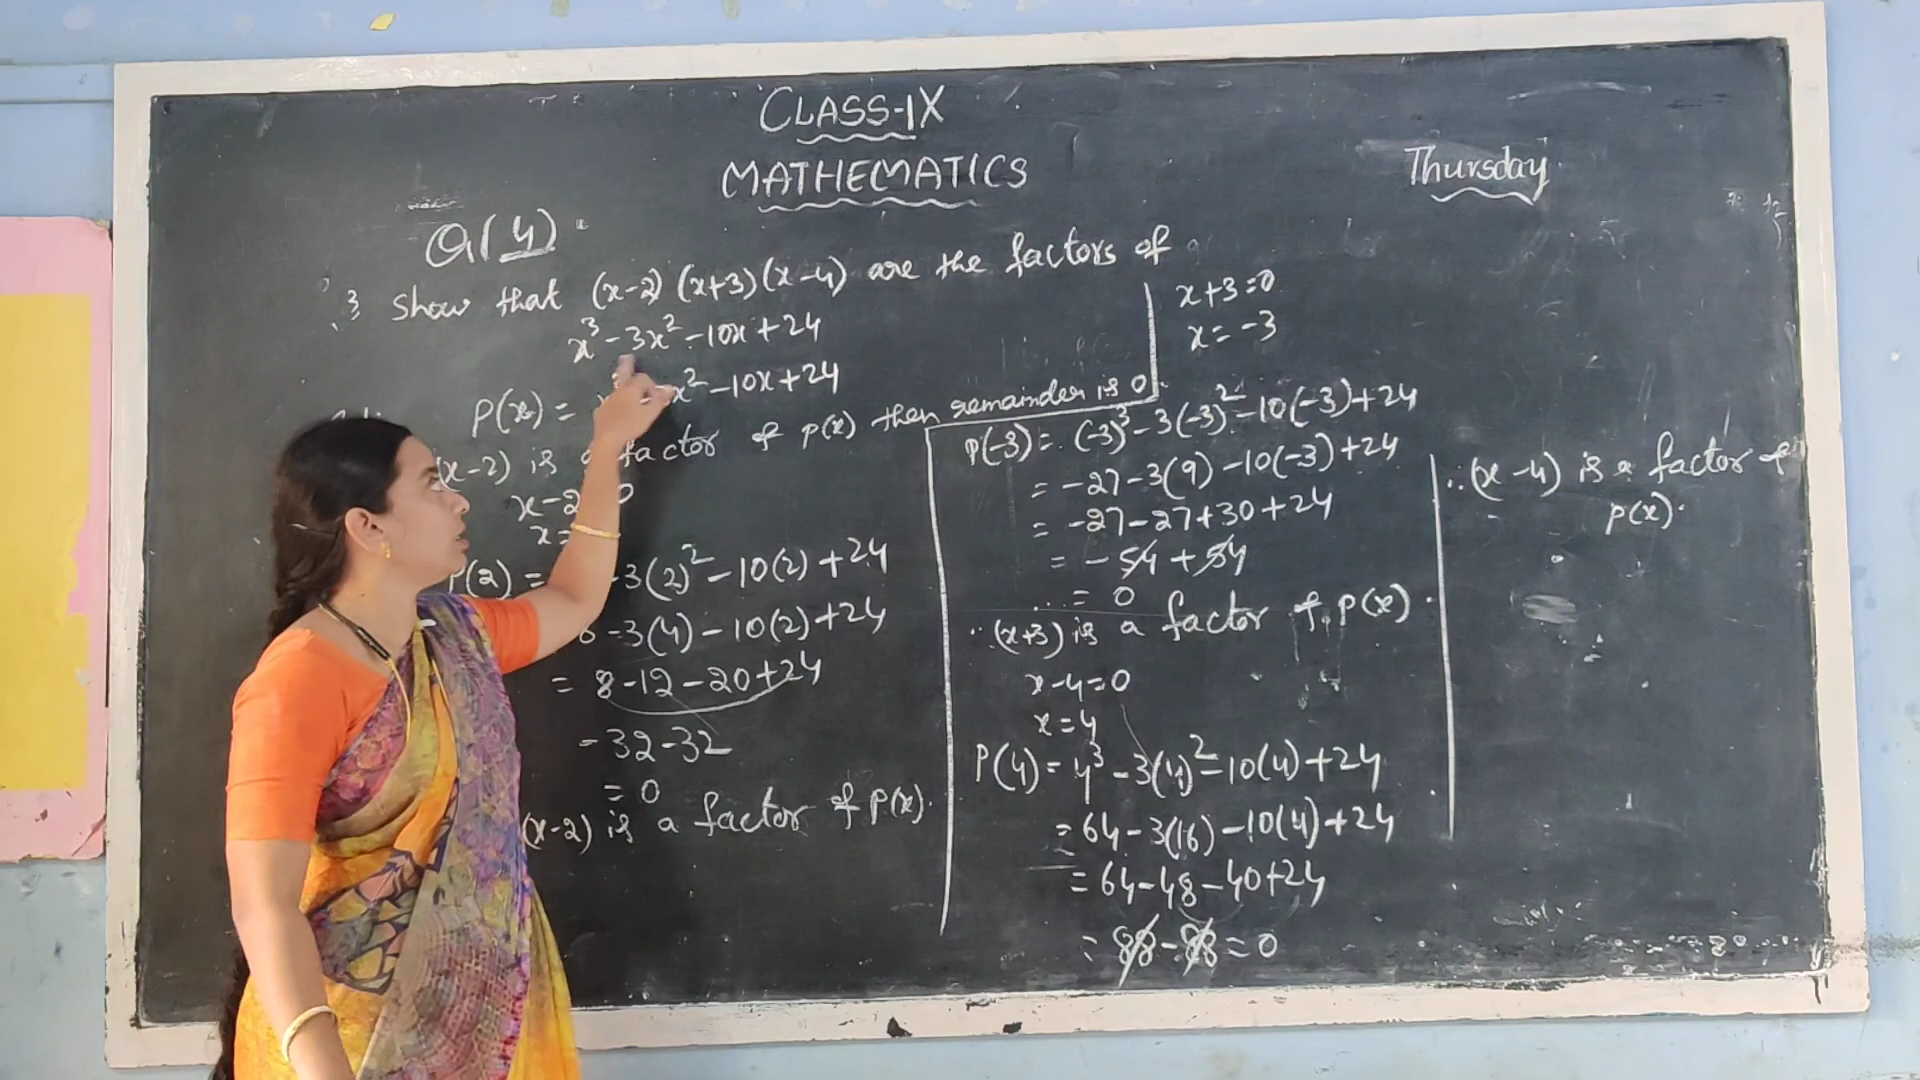 CLASS-IX
MATHEMATICS
Thursday
Q(4).
3 Show that (x-2) (x+3) (x-4) are the factors of
x³-3x²-10x+24
P(x) = x²-10x+24
(x-2) is a factor of p(x) then remainder is 0.
x-2 0
x=
P(2) = -3(2)²-10(2)+24
8-3(4)-10(2)+24
= 8-12-20+24
-32-32
= 0
(x-2) is a factor of P(x).
x+3=0
x=-3
P(-3) = (-3)³-3(-3)²-10(-3)+24
= -27-3(9)-10(-3)+24
= -27-27+30+24
= -54+54
= 0
∴(x+3) is a factor of P(x).
x-4=0
x=4
P(4)= 4³-3(4)²-10(4)+24
= 64-3(16)-10(4)+24
= 64-48-40+24
= 88-88=0
∴(x-4) is a factor of
P(x).